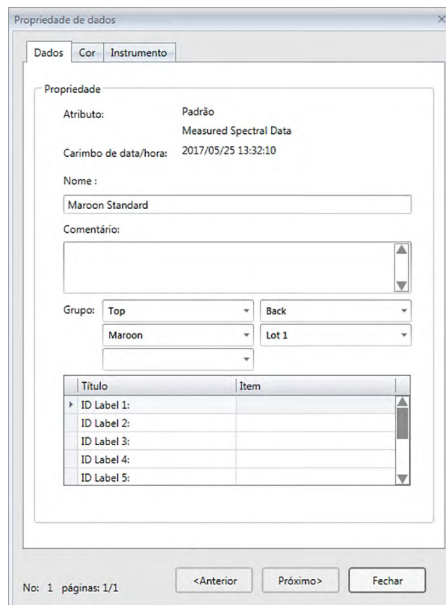 Propriedade de dados
Dados Cor Instrumento
Propriedade
Atributo: Padrão
Measured Spectral Data
Carimbo de data/hora: 2017/05/25 13:32:10
Nome :
Maroon Standard
Comentário:
Grupo: Top Back
Maroon Lot 1
Título Item
ID Label 1:
ID Label 2:
ID Label 3:
ID Label 4:
ID Label 5:
No: 1 páginas: 1/1 <Anterior Próximo> Fechar